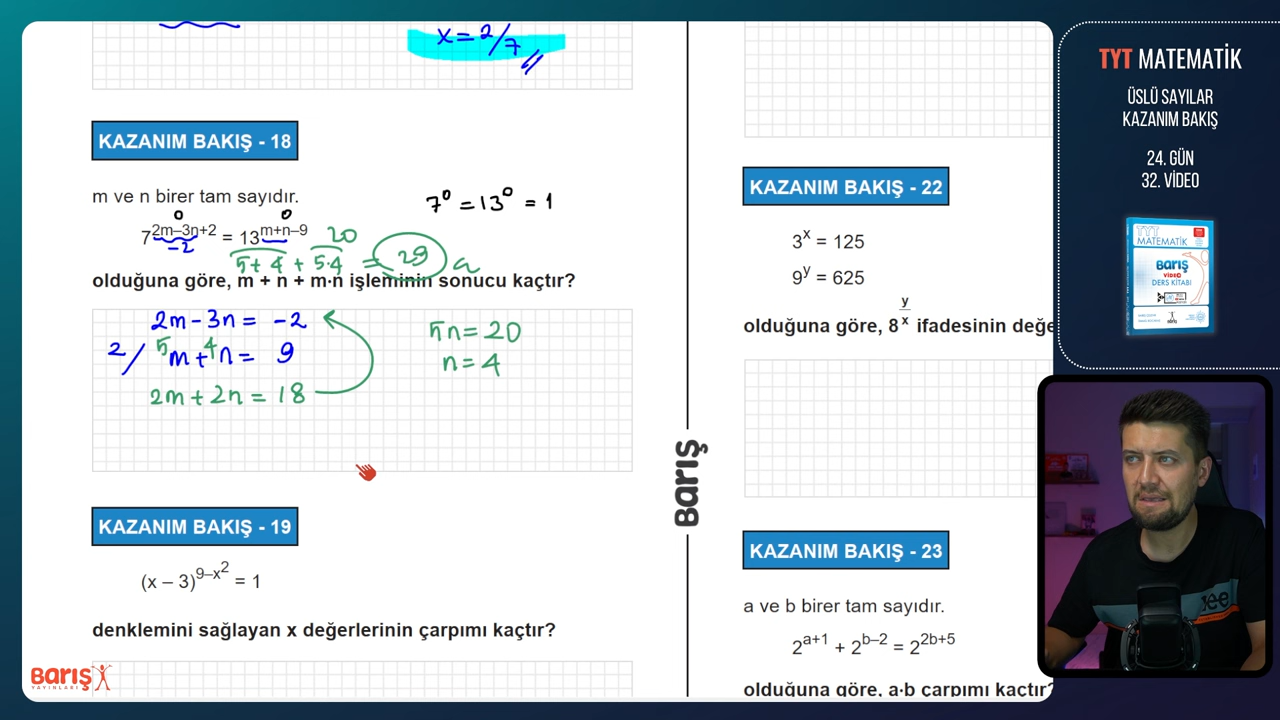 x = 2/7
KAZANIM BAKIŞ - 18
m ve n birer tam sayıdır.
7⁰ = 13⁰ = 1
0 0
7^(2m–3n+2) = 13^(m+n–9)
-2
20
5+4 + 5·4 = 29
olduğuna göre, m + n + m·n işleminin sonucu kaçtır?
2m - 3n = -2
2/ m + n = 9
5 4
2m + 2n = 18
5n = 20
n = 4
KAZANIM BAKIŞ - 19
(x – 3)^(9–x²) = 1
denklemini sağlayan x değerlerinin çarpımı kaçtır?
BARIŞ
YAYINLARI
BARIŞ
KAZANIM BAKIŞ - 22
3^x = 125
9^y = 625
olduğuna göre, 8^(y/x) ifadesinin değe
KAZANIM BAKIŞ - 23
a ve b birer tam sayıdır.
2^(a+1) + 2^(b–2) = 2^(2b+5)
olduğuna göre, a·b çarpımı kaçtır?
TYT MATEMATİK
ÜSLÜ SAYILAR
KAZANIM BAKIŞ
24. GÜN
32. VİDEO
TYT
MATEMATİK
BARIŞ
VİDEO
DERS KİTABI